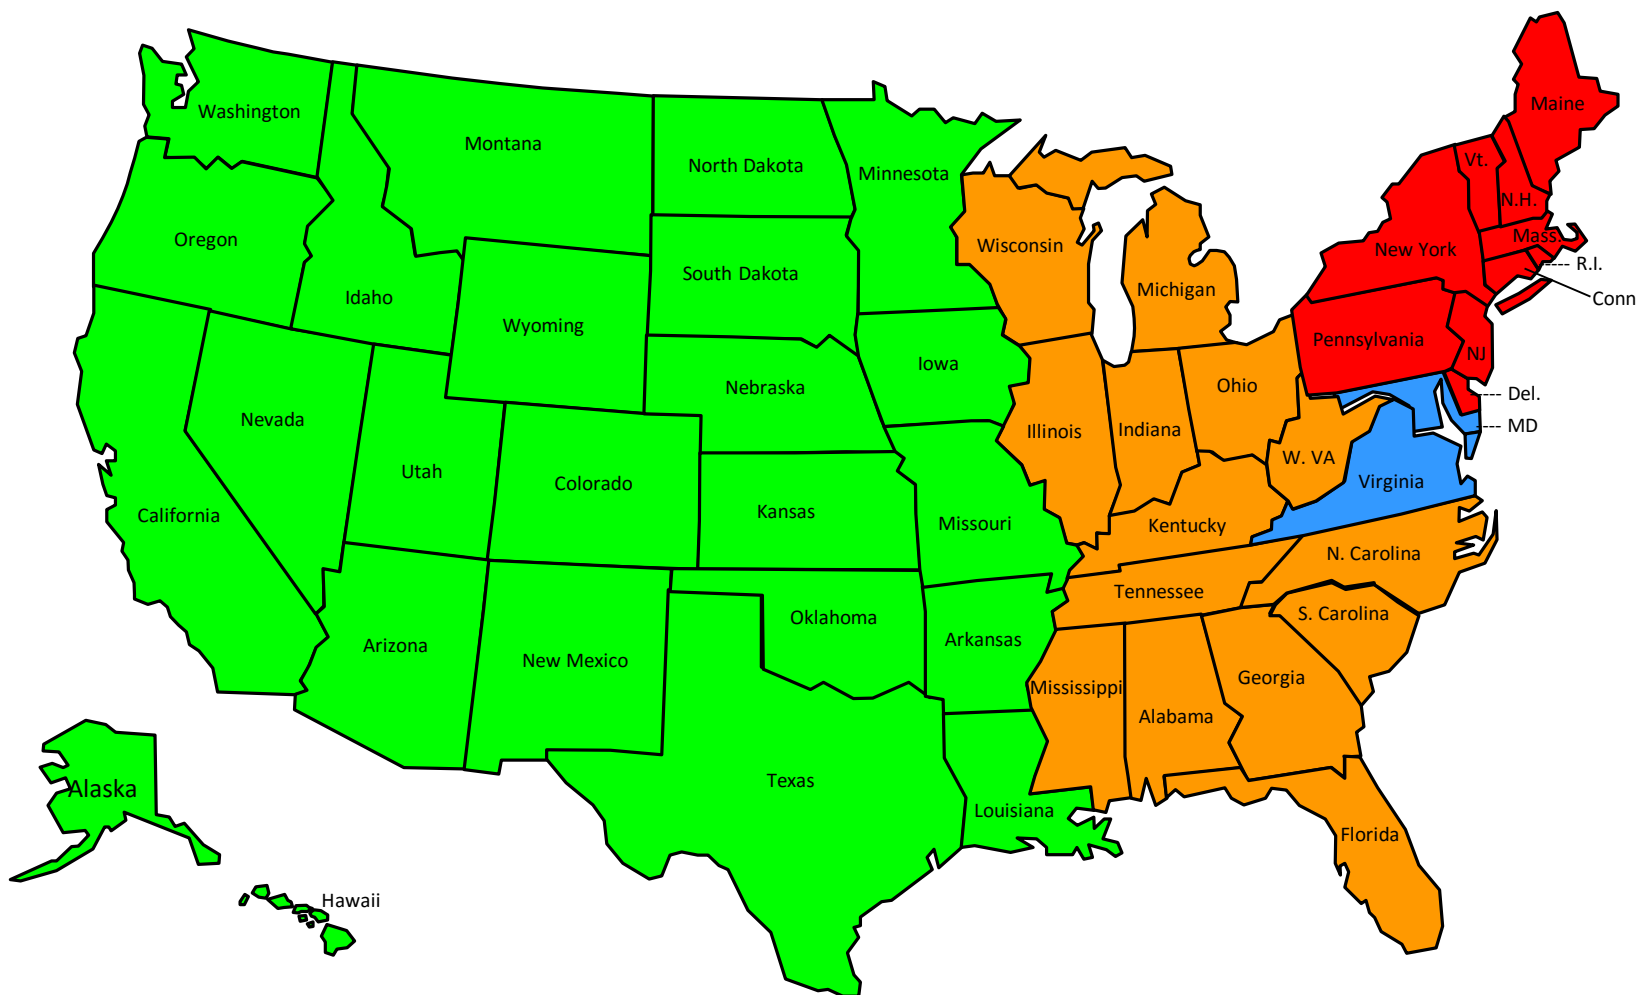 Maine
Washington
Montana
Vt.
North Dakota
Minnesota
N.H.
Oregon
Wisconsin
New York
Mass.
R.I.
South Dakota
Michigan
Idaho
Conn
Wyoming
Pennsylvania
NJ
Iowa
Nebraska
Ohio
Del.
Nevada
Illinois
Indiana
MD
Utah
W. VA
Colorado
Virginia
California
Kansas
Missouri
Kentucky
N. Carolina
Tennessee
S. Carolina
Oklahoma
Arkansas
Arizona
New Mexico
Georgia
Mississippi
Alabama
Texas
Alaska
Louisiana
Florida
Hawaii